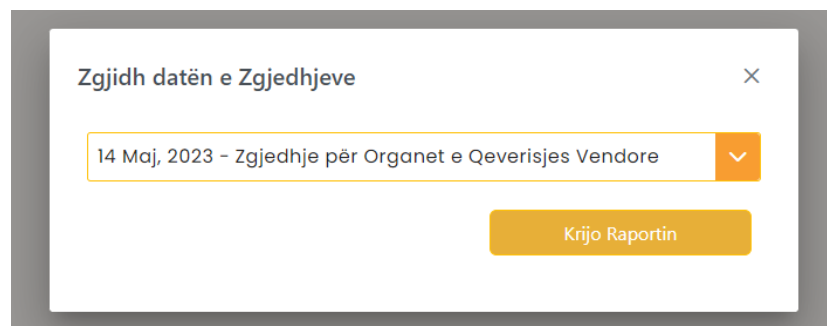 Zgjidh datën e Zgjedhjeve
14 Maj, 2023 - Zgjedhje për Organet e Qeverisjes Vendore
Krijo Raportin